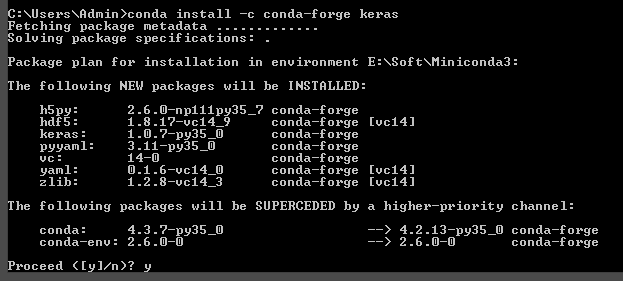 C:\Users\Admin>conda install -c conda-forge keras
Fetching package metadata .............
Solving package specifications: .
Package plan for installation in environment E:\Soft\Miniconda3:
The following NEW packages will be INSTALLED:
h5py: 2.6.0-np111py35_7 conda-forge
hdf5: 1.8.17-vc14_9 conda-forge [vc14]
keras: 1.0.7-py35_0 conda-forge
pyyaml: 3.11-py35_0 conda-forge
vc: 14-0 conda-forge
yaml: 0.1.6-vc14_0 conda-forge [vc14]
zlib: 1.2.8-vc14_3 conda-forge [vc14]
The following packages will be SUPERCEDED by a higher-priority channel:
conda: 4.3.7-py35_0 --> 4.2.13-py35_0 conda-forge
conda-env: 2.6.0-0 --> 2.6.0-0 conda-forge
Proceed ([y]/n)? y